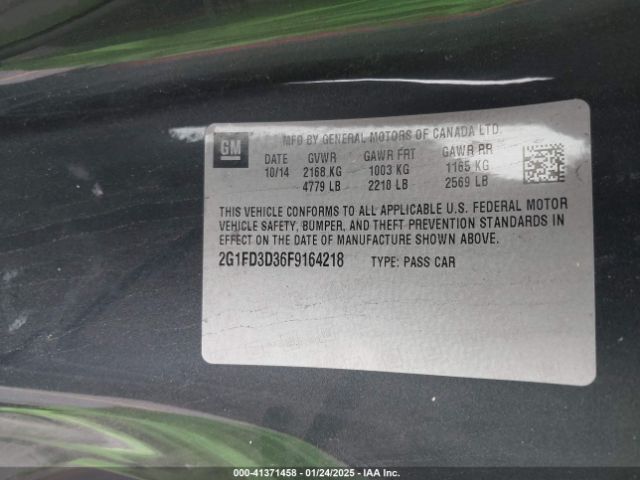 GM
MFD BY GENERAL MOTORS OF CANADA LTD.
DATE GVWR GAWR FRT GAWR RR
10/14 2168 KG 1003 KG 1165 KG
4779 LB 2210 LB 2569 LB
THIS VEHICLE CONFORMS TO ALL APPLICABLE U.S. FEDERAL MOTOR
VEHICLE SAFETY, BUMPER, AND THEFT PREVENTION STANDARDS IN
EFFECT ON THE DATE OF MANUFACTURE SHOWN ABOVE.
2G1FD3D36F9164218 TYPE: PASS CAR
000-41371458 - 01/24/2025 - IAA Inc.